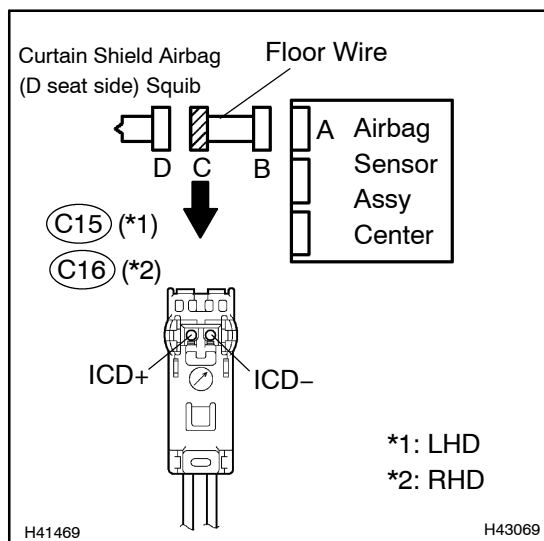 Curtain Shield Airbag
(D seat side) Squib
Floor Wire
D C B A
Airbag
Sensor
Assy
Center
C15 (*1)
C16 (*2)
ICD+ ICD−
*1: LHD
*2: RHD
H41469 H43069